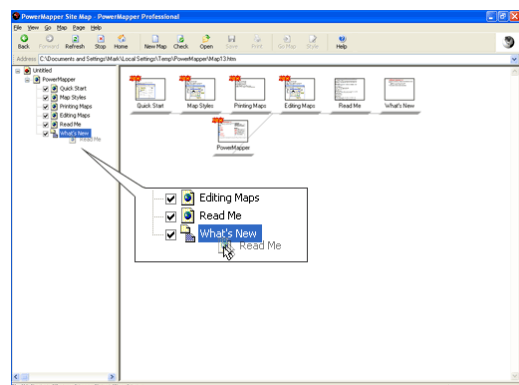 PowerMapper Site Map - PowerMapper Professional
File View Go Map Page Help
Back Forward Refresh Stop Home New Map Check Open Save Print Go Map Style Help
Address C:\Documents and Settings\Mark\Local Settings\Temp\PowerMapper\Map13.htm
Untitled
PowerMapper
Quick Start
Map Styles
Printing Maps
Editing Maps
Read Me
What's New
Read Me
Quick Start Map Styles Printing Maps Editing Maps Read Me What's New
PowerMapper
Editing Maps
Read Me
What's New
Read Me